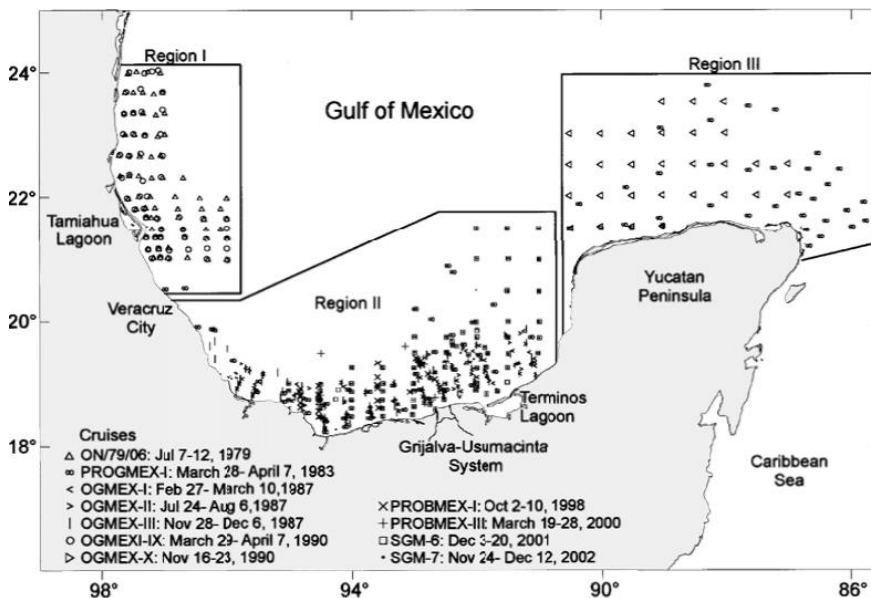 24°
22°
20°
18°
98°
94°
90°
86°
Region I
Region III
Gulf of Mexico
Tamiahua
Lagoon
Veracruz
City
Region II
Yucatan
Peninsula
Terminos
Lagoon
Grijalva-Usumacinta
System
Caribbean
Sea
Cruises
ON/79/06: Jul 7-12, 1979
PROGMEX-I: March 28- April 7, 1983
OGMEX-I: Feb 27- March 10,1987
OGMEX-II: Jul 24- Aug 6,1987
OGMEX-III: Nov 28- Dec 6, 1987
OGMEXI-IX: March 29- April 7, 1990
OGMEX-X: Nov 16-23, 1990
PROBMEX-I: Oct 2-10, 1998
PROBMEX-III: March 19-28, 2000
SGM-6: Dec 3-20, 2001
SGM-7: Nov 24- Dec 12, 2002